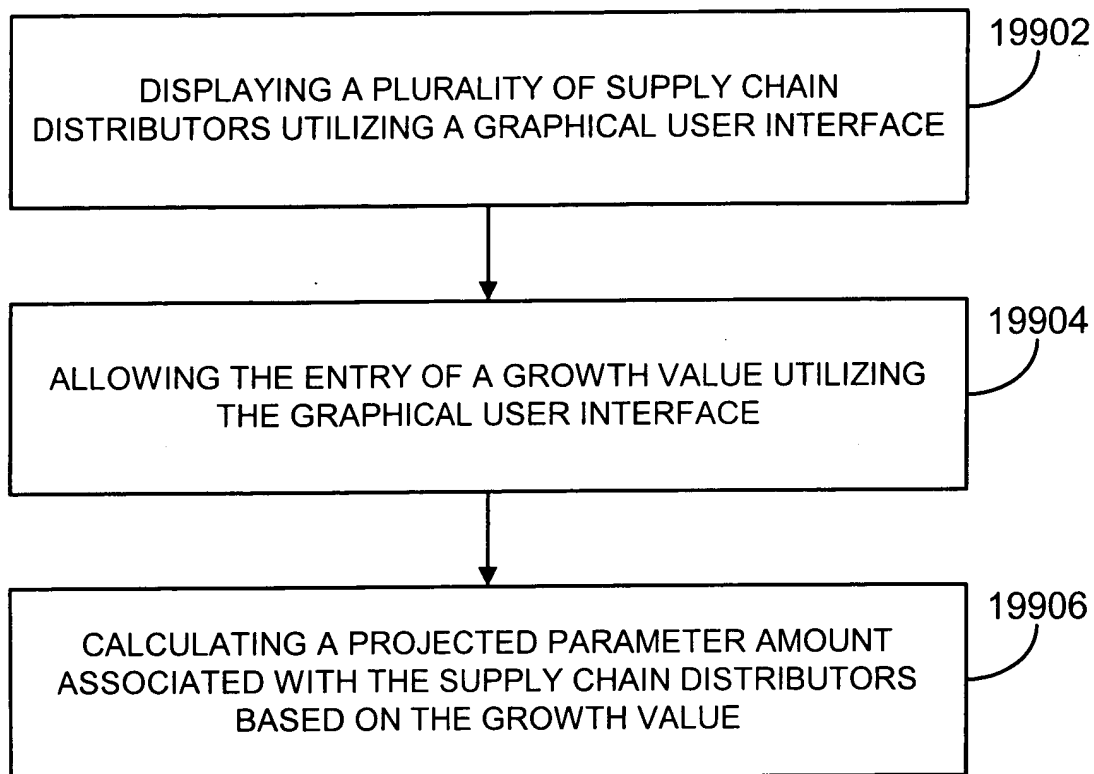 19902
DISPLAYING A PLURALITY OF SUPPLY CHAIN
DISTRIBUTORS UTILIZING A GRAPHICAL USER INTERFACE
19904
ALLOWING THE ENTRY OF A GROWTH VALUE UTILIZING
THE GRAPHICAL USER INTERFACE
19906
CALCULATING A PROJECTED PARAMETER AMOUNT
ASSOCIATED WITH THE SUPPLY CHAIN DISTRIBUTORS
BASED ON THE GROWTH VALUE